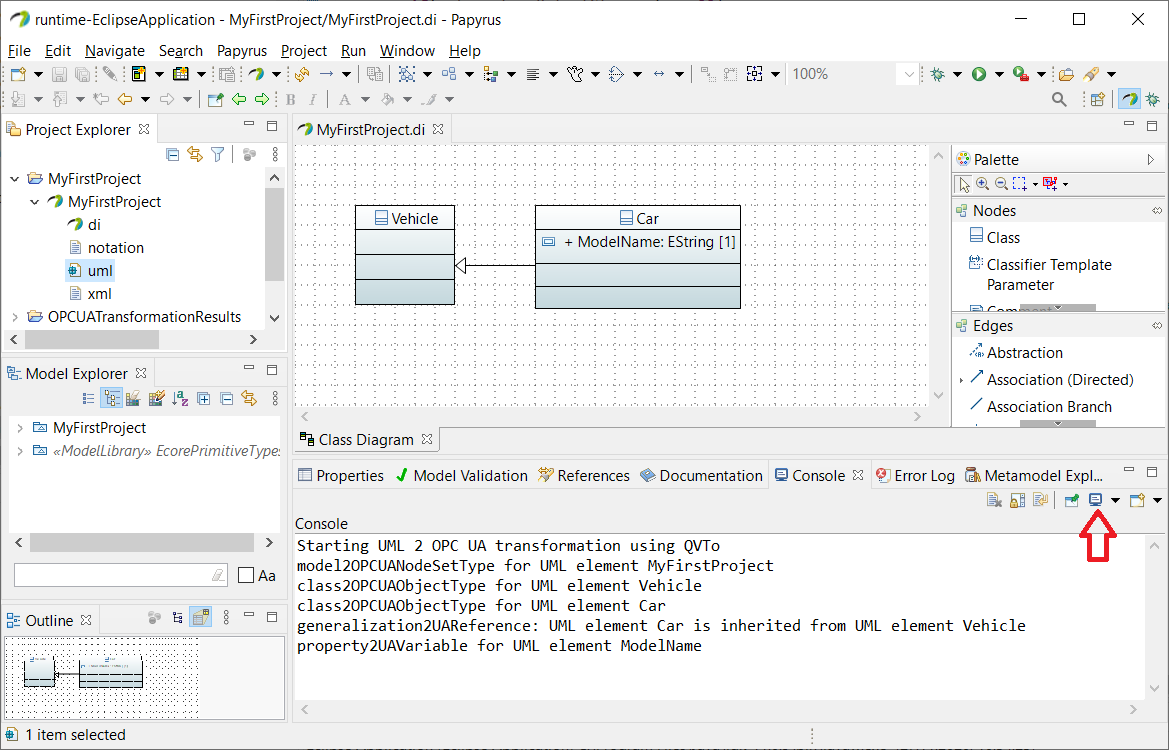 runtime-EclipseApplication - MyFirstProject/MyFirstProject.di - Papyrus
File Edit Navigate Search Papyrus Project Run Window Help
100%
B I A
Project Explorer
MyFirstProject
MyFirstProject
di
notation
uml
xml
OPCUATransformationResults
Model Explorer
MyFirstProject
«ModelLibrary» EcorePrimitiveTypes
Aa
Outline
1 item selected
MyFirstProject.di
Vehicle
Car
+ ModelName: EString [1]
Class Diagram
Palette
Nodes
Class
Classifier Template
Parameter
Edges
Abstraction
Association (Directed)
Association Branch
Properties Model Validation References Documentation Console Error Log Metamodel Expl...
Console
Starting UML 2 OPC UA transformation using QVTo
model2OPCUANodeSetType for UML element MyFirstProject
class2OPCUAObjectType for UML element Vehicle
class2OPCUAObjectType for UML element Car
generalization2UAReference: UML element Car is inherited from UML element Vehicle
property2UAVariable for UML element ModelName